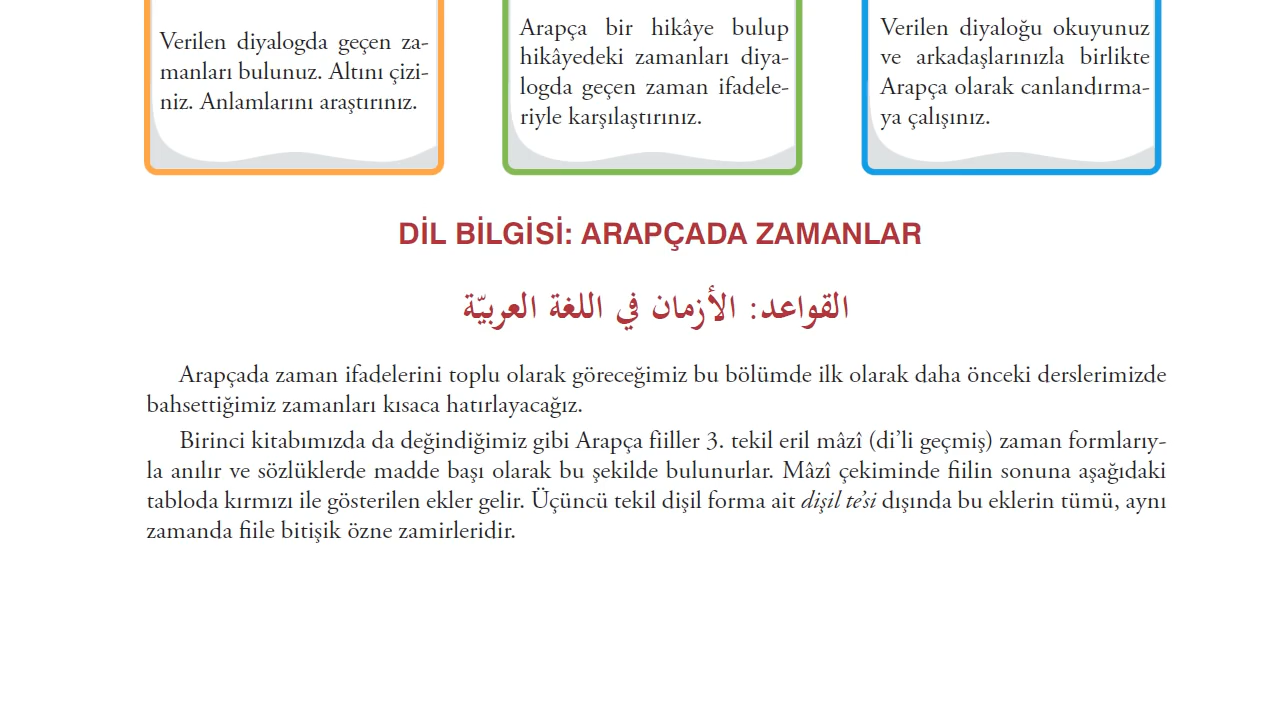 Verilen diyalogda geçen za-
manları bulunuz. Altını çizi-
niz. Anlamlarını araştırınız.
Arapça bir hikâye bulup
hikâyedeki zamanları diya-
logda geçen zaman ifadele-
riyle karşılaştırınız.
Verilen diyaloğu okuyunuz
ve arkadaşlarınızla birlikte
Arapça olarak canlandırma-
ya çalışınız.
DİL BİLGİSİ: ARAPÇADA ZAMANLAR
القواعد: الأزمان في اللغة العربيّة
Arapçada zaman ifadelerini toplu olarak göreceğimiz bu bölümde ilk olarak daha önceki derslerimizde
bahsettiğimiz zamanları kısaca hatırlayacağız.
Birinci kitabımızda da değindiğimiz gibi Arapça fiiller 3. tekil eril mâzî (di’li geçmiş) zaman formlarıy-
la anılır ve sözlüklerde madde başı olarak bu şekilde bulunurlar. Mâzî çekiminde fiilin sonuna aşağıdaki
tabloda kırmızı ile gösterilen ekler gelir. Üçüncü tekil dişil forma ait dişil te’si dışında bu eklerin tümü, aynı
zamanda fiile bitişik özne zamirleridir.